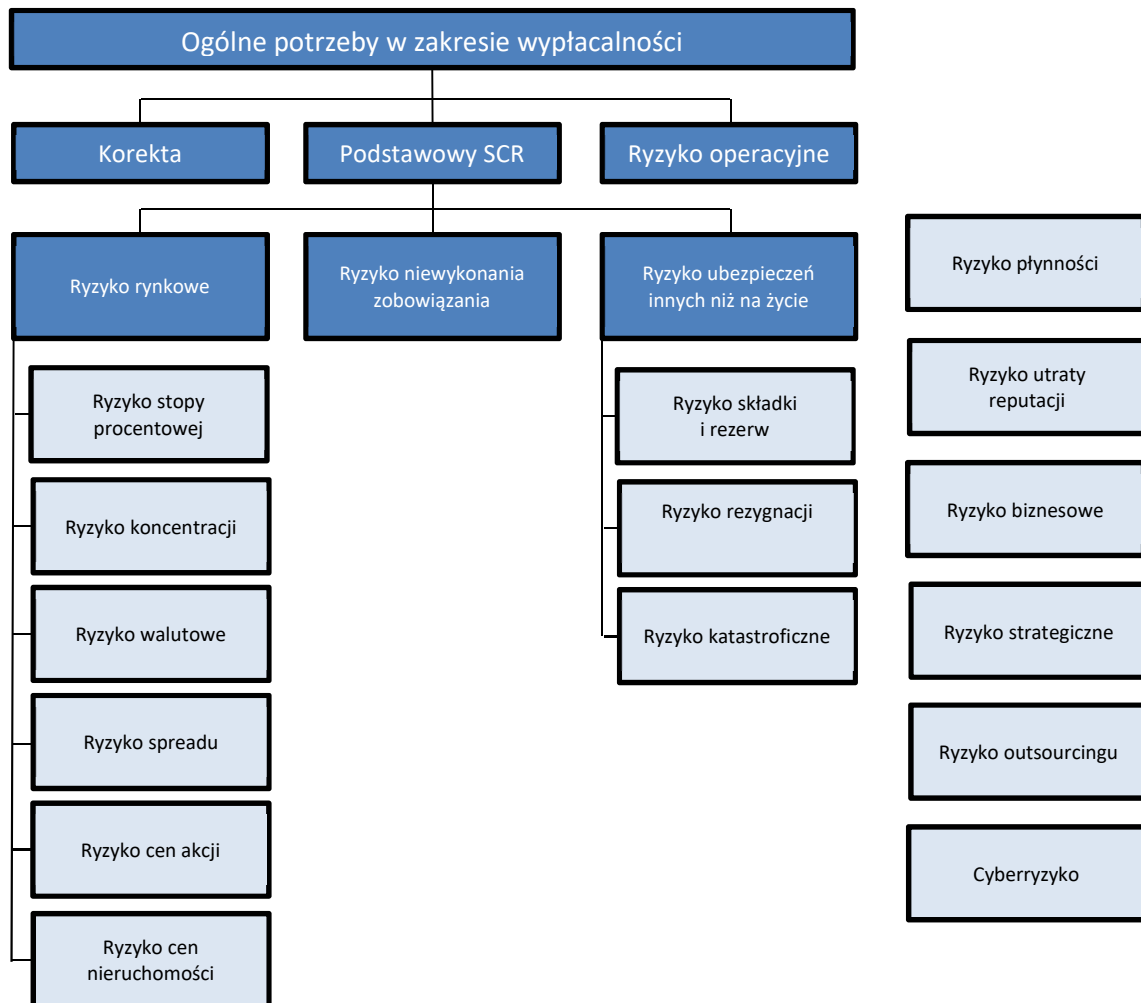 Ogólne potrzeby w zakresie wypłacalności
Korekta
Podstawowy SCR
Ryzyko operacyjne
Ryzyko rynkowe
Ryzyko niewykonania
zobowiązania
Ryzyko ubezpieczeń
innych niż na życie
Ryzyko stopy
procentowej
Ryzyko koncentracji
Ryzyko walutowe
Ryzyko spreadu
Ryzyko cen akcji
Ryzyko cen
nieruchomości
Ryzyko składki
i rezerw
Ryzyko rezygnacji
Ryzyko katastroficzne
Ryzyko płynności
Ryzyko utraty
reputacji
Ryzyko biznesowe
Ryzyko strategiczne
Ryzyko outsourcingu
Cyberryzyko